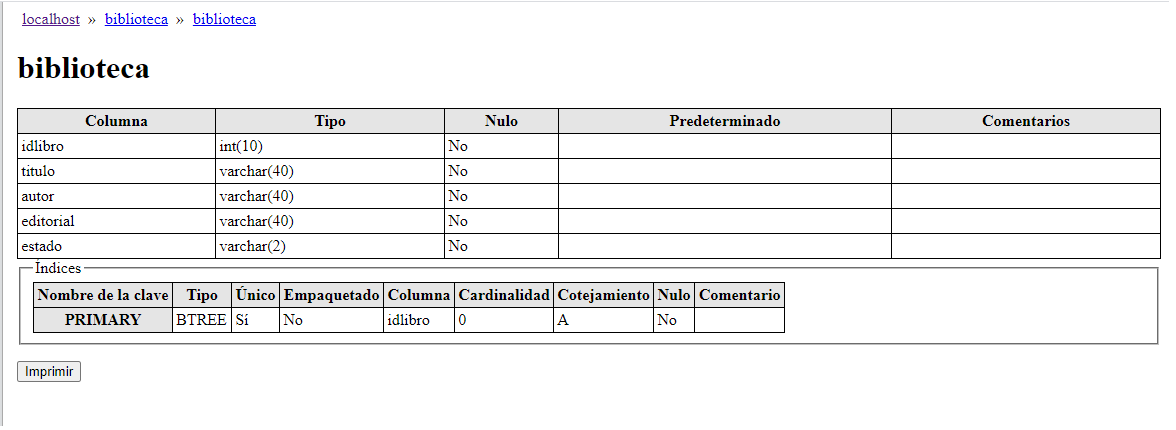 localhost » biblioteca » biblioteca
biblioteca
Columna Tipo Nulo Predeterminado Comentarios
idlibro int(10) No
titulo varchar(40) No
autor varchar(40) No
editorial varchar(40) No
estado varchar(2) No
Índices
Nombre de la clave Tipo Único Empaquetado Columna Cardinalidad Cotejamiento Nulo Comentario
PRIMARY BTREE Sí No idlibro 0 A No
Imprimir